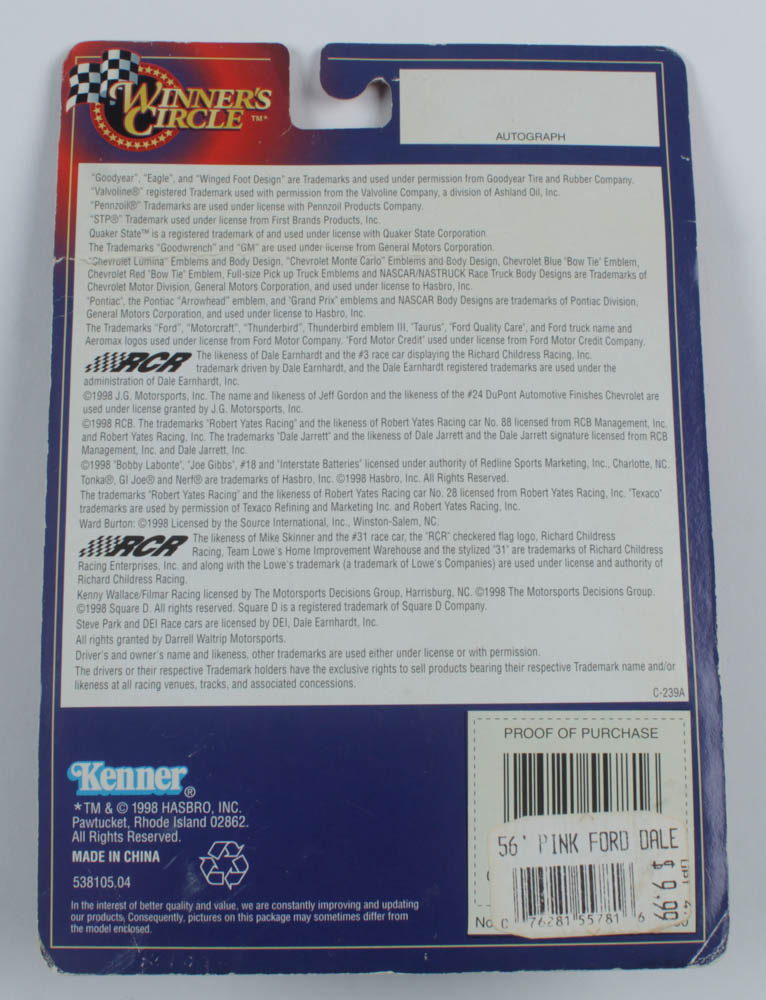 WINNER'S
CIRCLE ™*
AUTOGRAPH
"Goodyear", "Eagle", and "Winged Foot Design" are Trademarks and used under permission from Goodyear Tire and Rubber Company.
"Valvoline®" registered Trademark used with permission from the Valvoline Company, a division of Ashland Oil, Inc.
"Pennzoil®" Trademarks are used under license with Pennzoil Products Company.
"STP®" Trademark used under license from First Brands Products, Inc.
Quaker State™ is a registered trademark of and used under license with Quaker State Corporation.
The Trademarks "Goodwrench" and "GM" are used under license from General Motors Corporation.
"Chevrolet Lumina" Emblems and Body Design, "Chevrolet Monte Carlo" Emblems and Body Design, Chevrolet Blue "Bow Tie" Emblem,
Chevrolet Red "Bow Tie" Emblem, Full-size Pick up Truck Emblems and NASCAR/NASTRUCK Race Truck Body Designs are Trademarks of
Chevrolet Motor Division, General Motors Corporation, and used under license to Hasbro, Inc.
"Pontiac", the Pontiac "Arrowhead" emblem, and "Grand Prix" emblems and NASCAR Body Designs are trademarks of Pontiac Division,
General Motors Corporation, and used under license to Hasbro, Inc.
The Trademarks "Ford", "Motorcraft", "Thunderbird", Thunderbird emblem III, "Taurus", "Ford Quality Care", and Ford truck name and
Aeromax logos used under license from Ford Motor Company. "Ford Motor Credit" used under license from Ford Motor Credit Company.
RCR The likeness of Dale Earnhardt and the #3 race car displaying the Richard Childress Racing, Inc.
trademark driven by Dale Earnhardt, and the Dale Earnhardt registered trademarks are used under the
administration of Dale Earnhardt, Inc.
©1998 J.G. Motorsports, Inc. The name and likeness of Jeff Gordon and the likeness of the #24 DuPont Automotive Finishes Chevrolet are
used under license granted by J.G. Motorsports, Inc.
©1998 RCB. The trademarks "Robert Yates Racing" and the likeness of Robert Yates Racing car No. 88 licensed from RCB Management, Inc.
and Robert Yates Racing, Inc. The trademarks "Dale Jarrett" and the likeness of Dale Jarrett and the Dale Jarrett signature licensed from RCB
Management, Inc. and Dale Jarrett, Inc.
©1998 "Bobby Labonte", "Joe Gibbs", #18 and "Interstate Batteries" licensed under authority of Redline Sports Marketing, Inc., Charlotte, NC.
Tonka®, GI Joe® and Nerf® are trademarks of Hasbro, Inc. ©1998 Hasbro, Inc. All Rights Reserved.
The trademarks "Robert Yates Racing" and the likeness of Robert Yates Racing car No. 28 licensed from Robert Yates Racing, Inc. "Texaco"
trademarks are used by permission of Texaco Refining and Marketing Inc. and Robert Yates Racing, Inc.
Ward Burton: ©1998 Licensed by the Source International, Inc., Winston-Salem, NC.
RCR The likeness of Mike Skinner and the #31 race car, the "RCR" checkered flag logo, Richard Childress
Racing, Team Lowe's Home Improvement Warehouse and the stylized "31" are trademarks of Richard Childress
Racing Enterprises, Inc. and along with the Lowe's trademark (a trademark of Lowe's Companies) are used under license and authority of
Richard Childress Racing.
Kenny Wallace/Filmar Racing licensed by The Motorsports Decisions Group, Harrisburg, NC. ©1998 The Motorsports Decisions Group.
©1998 Square D. All rights reserved. Square D is a registered trademark of Square D Company.
Steve Park and DEI Race cars are licensed by DEI, Dale Earnhardt, Inc.
All rights granted by Darrell Waltrip Motorsports.
Driver's and owner's name and likeness, other trademarks are used either under license or with permission.
The drivers or their respective Trademark holders have the exclusive rights to sell products bearing their respective Trademark name and/or
likeness at all racing venues, tracks, and associated concessions.
C-239A
Kenner®
*TM & © 1998 HASBRO, INC.
Pawtucket, Rhode Island 02862.
All Rights Reserved.
MADE IN CHINA
538105.04
In the interest of better quality and value, we are constantly improving and updating
our products. Consequently, pictures on this package may sometimes differ from
the model enclosed.
PROOF OF PURCHASE
56' PINK FORD DALE
$9.99
0 76281 55781 6
No.